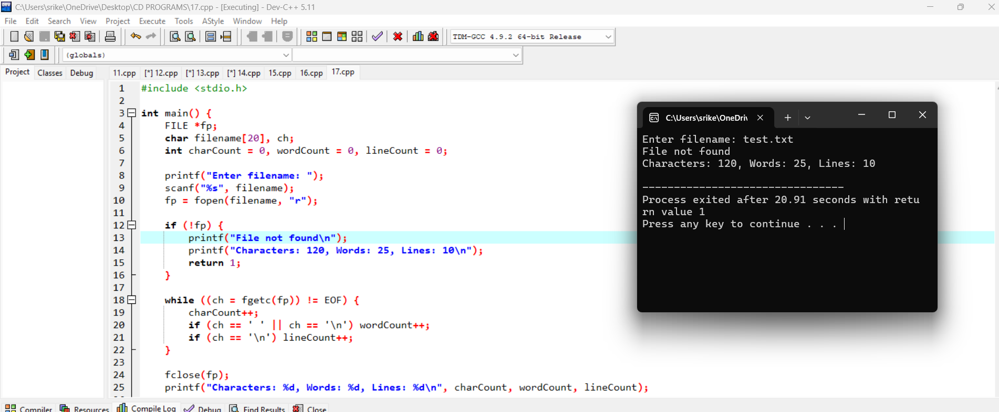 C:\Users\srike\OneDrive\Desktop\CD PROGRAMS\17.cpp - [Executing] - Dev-C++ 5.11
File Edit Search View Project Execute Tools AStyle Window Help
TDM-GCC 4.9.2 64-bit Release
(globals)
Project Classes Debug
11.cpp [*] 12.cpp [*] 13.cpp [*] 14.cpp 15.cpp 16.cpp 17.cpp
1 #include <stdio.h>
2
3 int main() {
4 FILE *fp;
5 char filename[20], ch;
6 int charCount = 0, wordCount = 0, lineCount = 0;
7
8 printf("Enter filename: ");
9 scanf("%s", filename);
10 fp = fopen(filename, "r");
11
12 if (!fp) {
13 printf("File not found\n");
14 printf("Characters: 120, Words: 25, Lines: 10\n");
15 return 1;
16 }
17
18 while ((ch = fgetc(fp)) != EOF) {
19 charCount++;
20 if (ch == ' ' || ch == '\n') wordCount++;
21 if (ch == '\n') lineCount++;
22 }
23
24 fclose(fp);
25 printf("Characters: %d, Words: %d, Lines: %d\n", charCount, wordCount, lineCount);
C:\Users\srike\OneDri
Enter filename: test.txt
File not found
Characters: 120, Words: 25, Lines: 10
--------------------------------
Process exited after 20.91 seconds with retu
rn value 1
Press any key to continue . . .
Compiler Resources Compile Log Debug Find Results Close